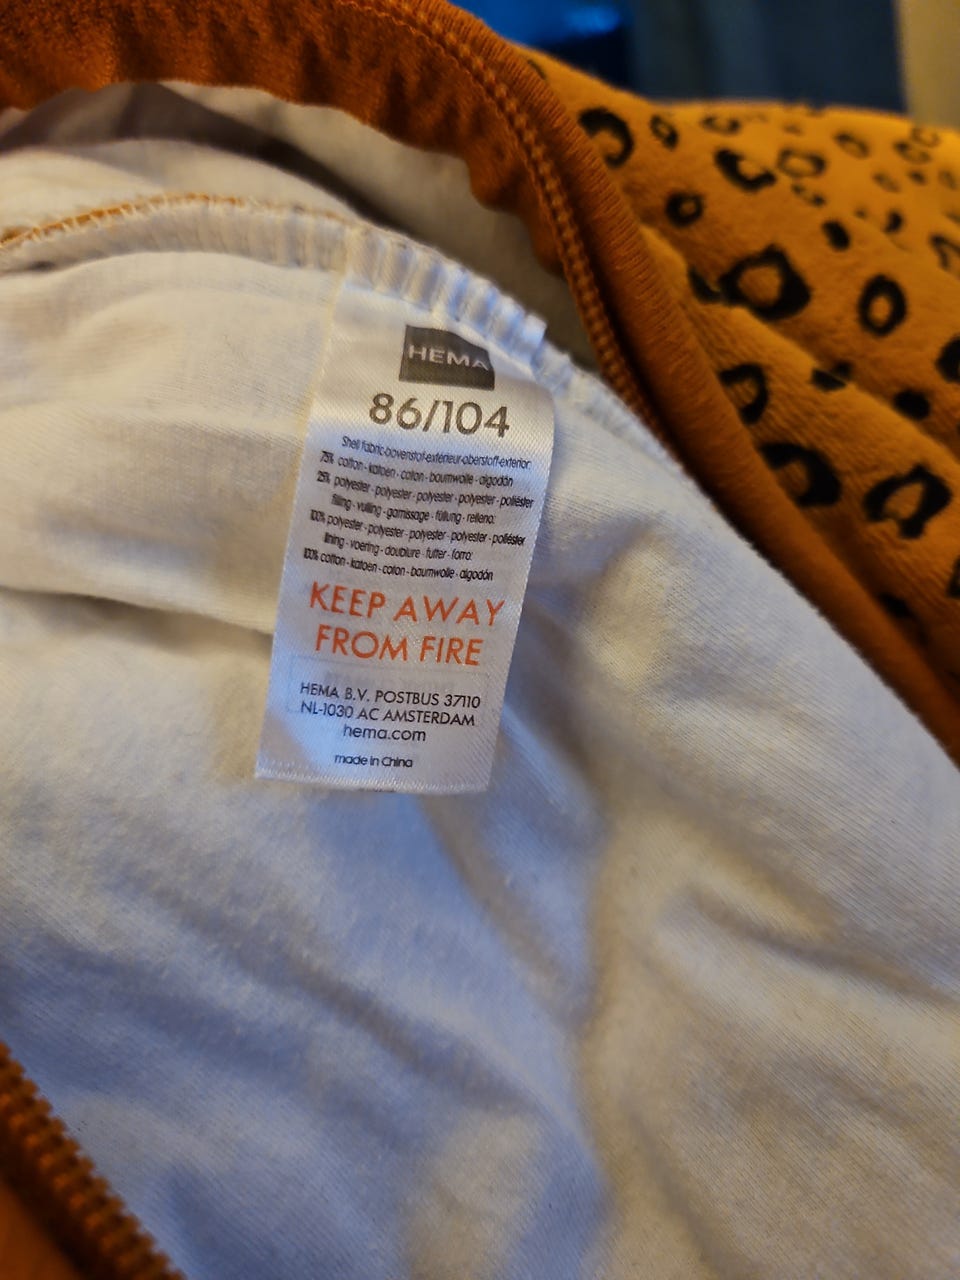 HEMA
86/104
Shell fabric-bovenstof-extérieur-oberstoff-exterior:
75% cotton - katoen - coton - baumwolle - algodón
25% polyester - polyester - polyester - polyester - poliéster
filling - vulling - garnissage - füllung - relleno:
100% polyester - polyester - polyester - polyester - poliéster
lining - voering - doublure - futter - forro:
100% cotton - katoen - coton - baumwolle - algodón
KEEP AWAY
FROM FIRE
HEMA B.V. POSTBUS 37110
NL-1030 AC AMSTERDAM
hema.com
made in China